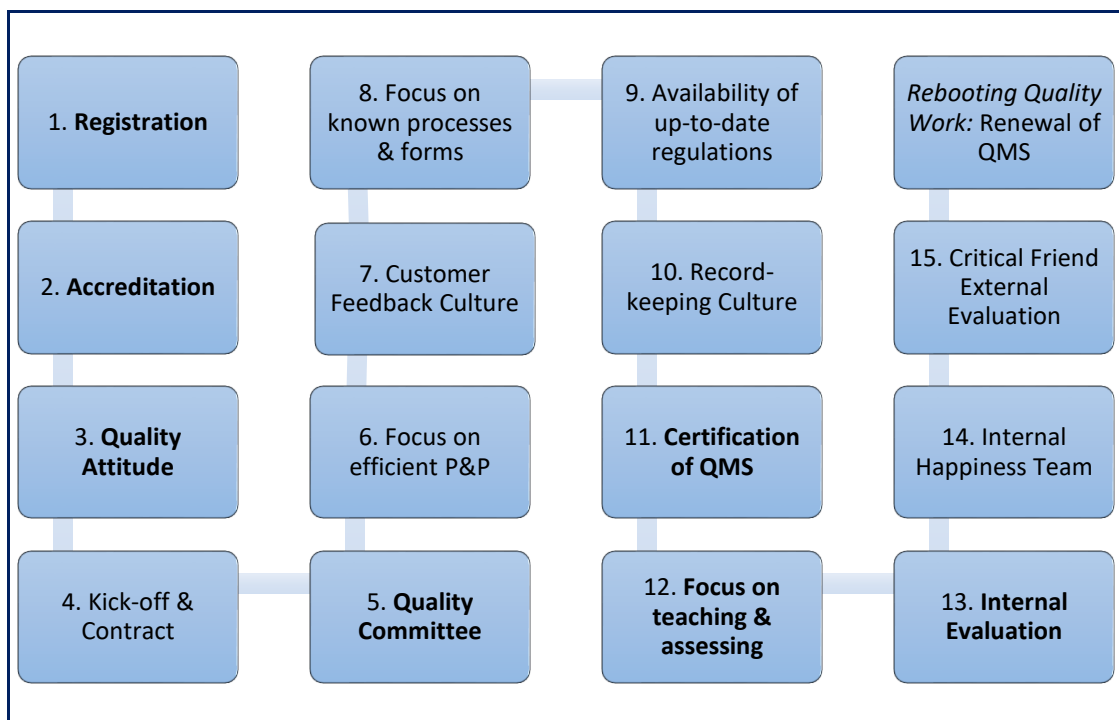 1. Registration
2. Accreditation
3. Quality
Attitude
4. Kick-off &
Contract
5. Quality
Committee
6. Focus on
efficient P&P
7. Customer
Feedback Culture
8. Focus on
known processes
& forms
9. Availability of
up-to-date
regulations
10. Record-
keeping Culture
11. Certification
of QMS
12. Focus on
teaching &
assessing
13. Internal
Evaluation
14. Internal
Happiness Team
15. Critical Friend
External
Evaluation
Rebooting Quality
Work: Renewal of
QMS